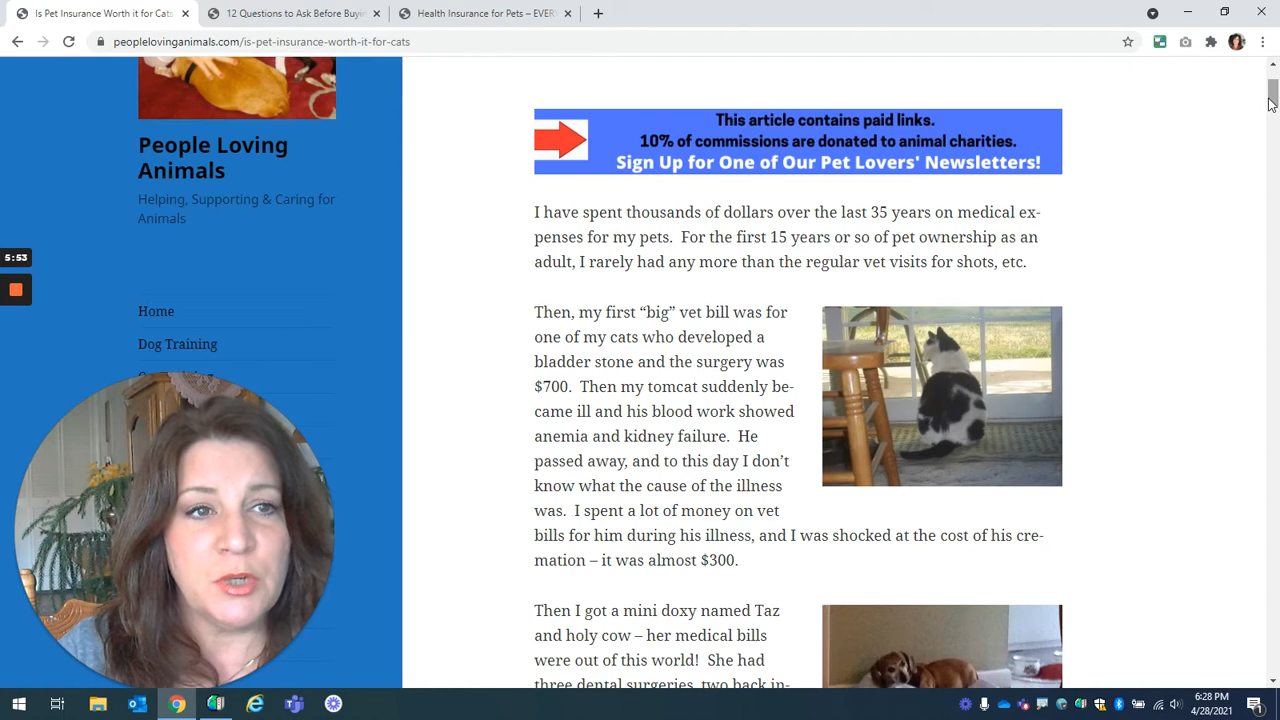 Is Pet Insurance Worth it for Cats
12 Questions to Ask Before Buyin
Health Insurance for Pets – EVER
peoplelovinganimals.com/is-pet-insurance-worth-it-for-cats
People Loving
Animals
Helping, Supporting & Caring for
Animals
5:53
Home
Dog Training
This article contains paid links.
10% of commissions are donated to animal charities.
Sign Up for One of Our Pet Lovers' Newsletters!
I have spent thousands of dollars over the last 35 years on medical ex-
penses for my pets. For the first 15 years or so of pet ownership as an
adult, I rarely had any more than the regular vet visits for shots, etc.
Then, my first “big” vet bill was for
one of my cats who developed a
bladder stone and the surgery was
$700. Then my tomcat suddenly be-
came ill and his blood work showed
anemia and kidney failure. He
passed away, and to this day I don’t
know what the cause of the illness
was. I spent a lot of money on vet
bills for him during his illness, and I was shocked at the cost of his cre-
mation – it was almost $300.
Then I got a mini doxy named Taz
and holy cow – her medical bills
were out of this world! She had
three dental surgeries, two back in-
6:28 PM
4/28/2021